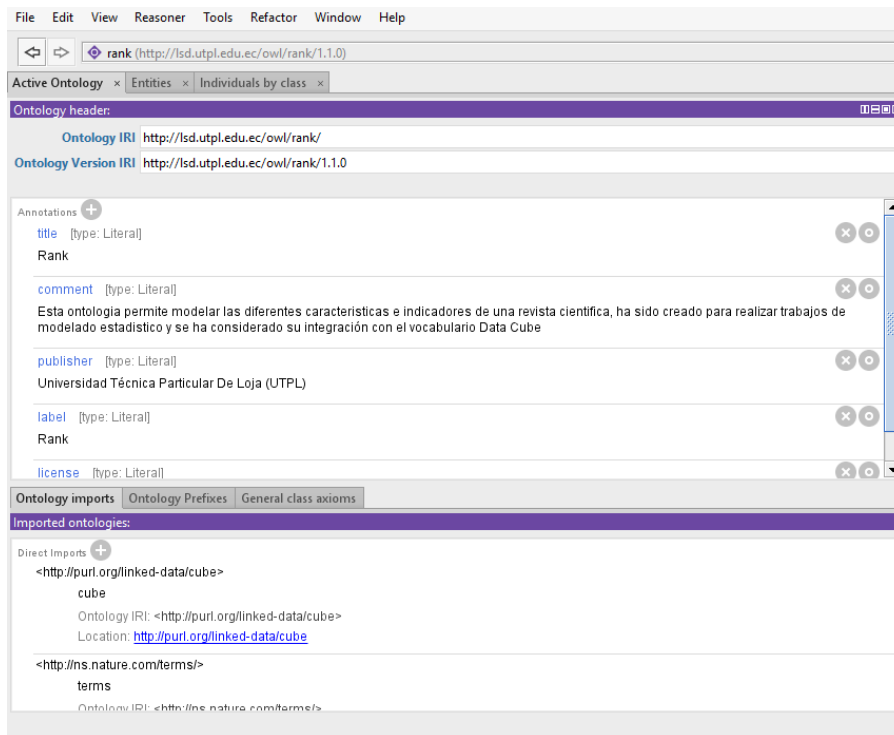 File Edit View Reasoner Tools Refactor Window Help
rank (http://lsd.utpl.edu.ec/owl/rank/1.1.0)
Active Ontology × Entities × Individuals by class ×
Ontology header:
Ontology IRI http://lsd.utpl.edu.ec/owl/rank/
Ontology Version IRI http://lsd.utpl.edu.ec/owl/rank/1.1.0
Annotations
title [type: Literal]
Rank
comment [type: Literal]
Esta ontologia permite modelar las diferentes caracteristicas e indicadores de una revista cientifica, ha sido creado para realizar trabajos de
modelado estadistico y se ha considerado su integración con el vocabulario Data Cube
publisher [type: Literal]
Universidad Técnica Particular De Loja (UTPL)
label [type: Literal]
Rank
license [type: Literal]
Ontology imports Ontology Prefixes General class axioms
Imported ontologies:
Direct Imports
<http://purl.org/linked-data/cube>
cube
Ontology IRI: <http://purl.org/linked-data/cube>
Location: http://purl.org/linked-data/cube
<http://ns.nature.com/terms/>
terms
Ontology IRI: <http://ns.nature.com/terms/>